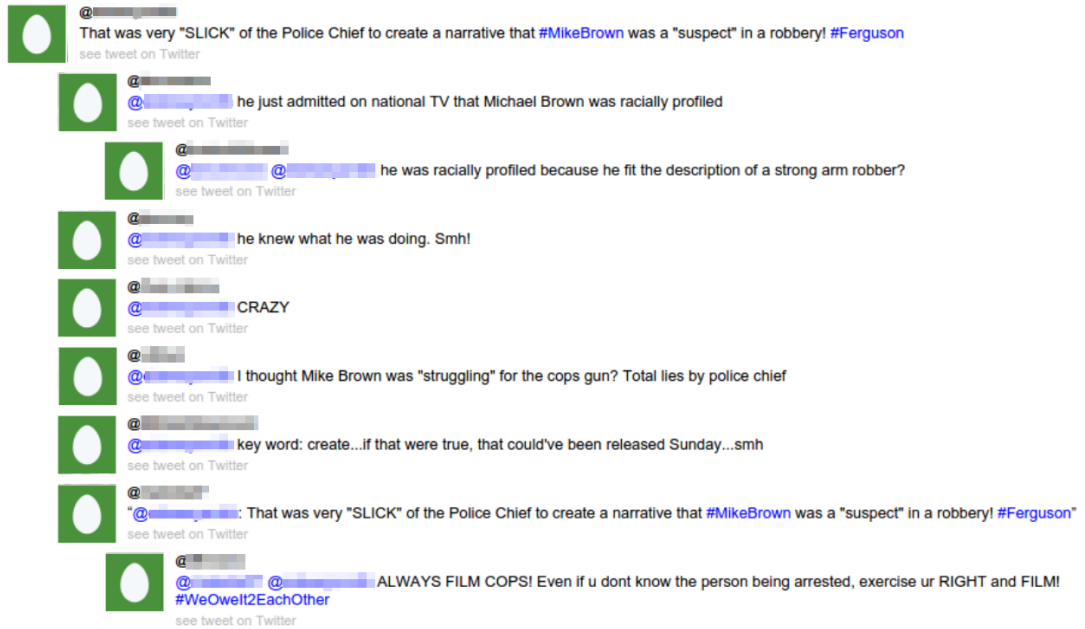 @
That was very "SLICK" of the Police Chief to create a narrative that #MikeBrown was a "suspect" in a robbery! #Ferguson
see tweet on Twitter
@
@ he just admitted on national TV that Michael Brown was racially profiled
see tweet on Twitter
@
@ @ he was racially profiled because he fit the description of a strong arm robber?
see tweet on Twitter
@
@ he knew what he was doing. Smh!
see tweet on Twitter
@
@ CRAZY
see tweet on Twitter
@
@ I thought Mike Brown was "struggling" for the cops gun? Total lies by police chief
see tweet on Twitter
@
@ key word: create...if that were true, that could've been released Sunday...smh
see tweet on Twitter
@
“@: That was very "SLICK" of the Police Chief to create a narrative that #MikeBrown was a "suspect" in a robbery! #Ferguson”
see tweet on Twitter
@
@ @ ALWAYS FILM COPS! Even if u dont know the person being arrested, exercise ur RIGHT and FILM!
#WeOweIt2EachOther
see tweet on Twitter